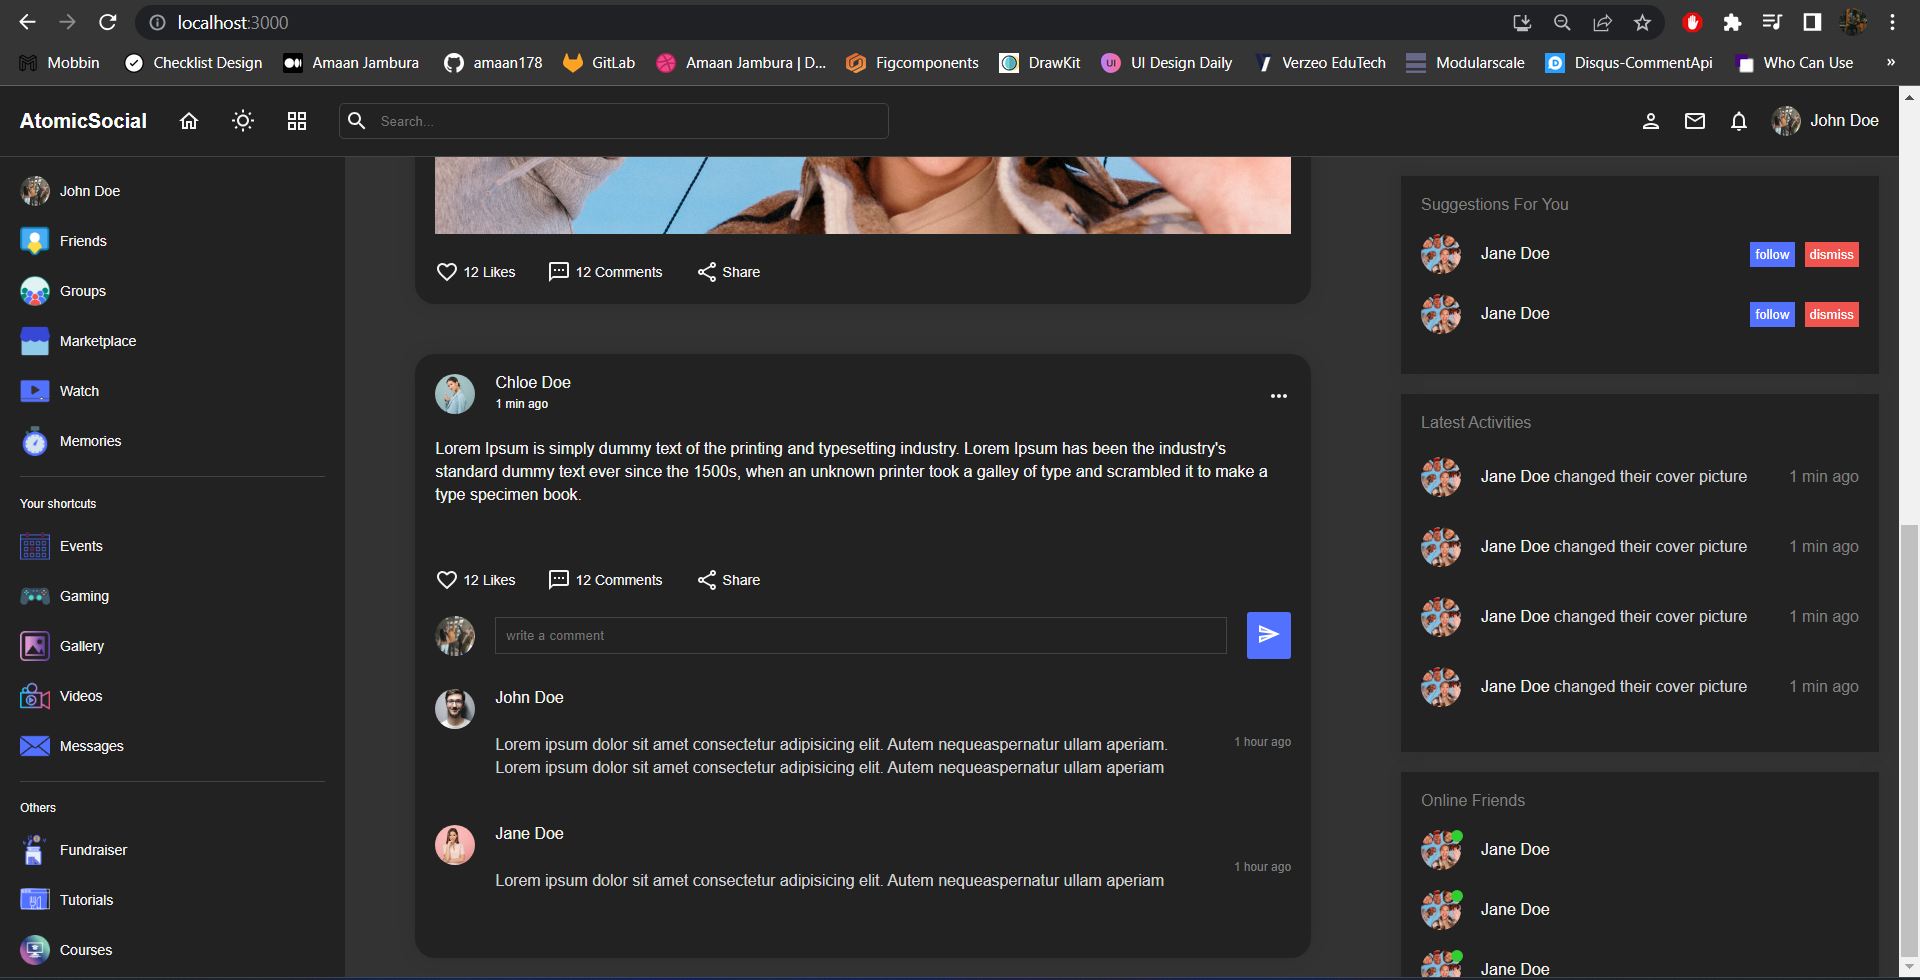 localhost:3000
Mobbin
Checklist Design
Amaan Jambura
amaan178
GitLab
Amaan Jambura | D...
Figcomponents
DrawKit
UI
UI Design Daily
Verzeo EduTech
Modularscale
Disqus-CommentApi
Who Can Use
»
AtomicSocial
Search...
John Doe
John Doe
Friends
Groups
Marketplace
Watch
Memories
Your shortcuts
Events
Gaming
Gallery
Videos
Messages
Others
Fundraiser
Tutorials
Courses
12 Likes
12 Comments
Share
Chloe Doe
1 min ago
Lorem Ipsum is simply dummy text of the printing and typesetting industry. Lorem Ipsum has been the industry's
standard dummy text ever since the 1500s, when an unknown printer took a galley of type and scrambled it to make a
type specimen book.
12 Likes
12 Comments
Share
write a comment
John Doe
Lorem ipsum dolor sit amet consectetur adipisicing elit. Autem nequeaspernatur ullam aperiam.
Lorem ipsum dolor sit amet consectetur adipisicing elit. Autem nequeaspernatur ullam aperiam
1 hour ago
Jane Doe
Lorem ipsum dolor sit amet consectetur adipisicing elit. Autem nequeaspernatur ullam aperiam
1 hour ago
Suggestions For You
Jane Doe
follow
dismiss
Jane Doe
follow
dismiss
Latest Activities
Jane Doe changed their cover picture
1 min ago
Jane Doe changed their cover picture
1 min ago
Jane Doe changed their cover picture
1 min ago
Jane Doe changed their cover picture
1 min ago
Online Friends
Jane Doe
Jane Doe
Jane Doe